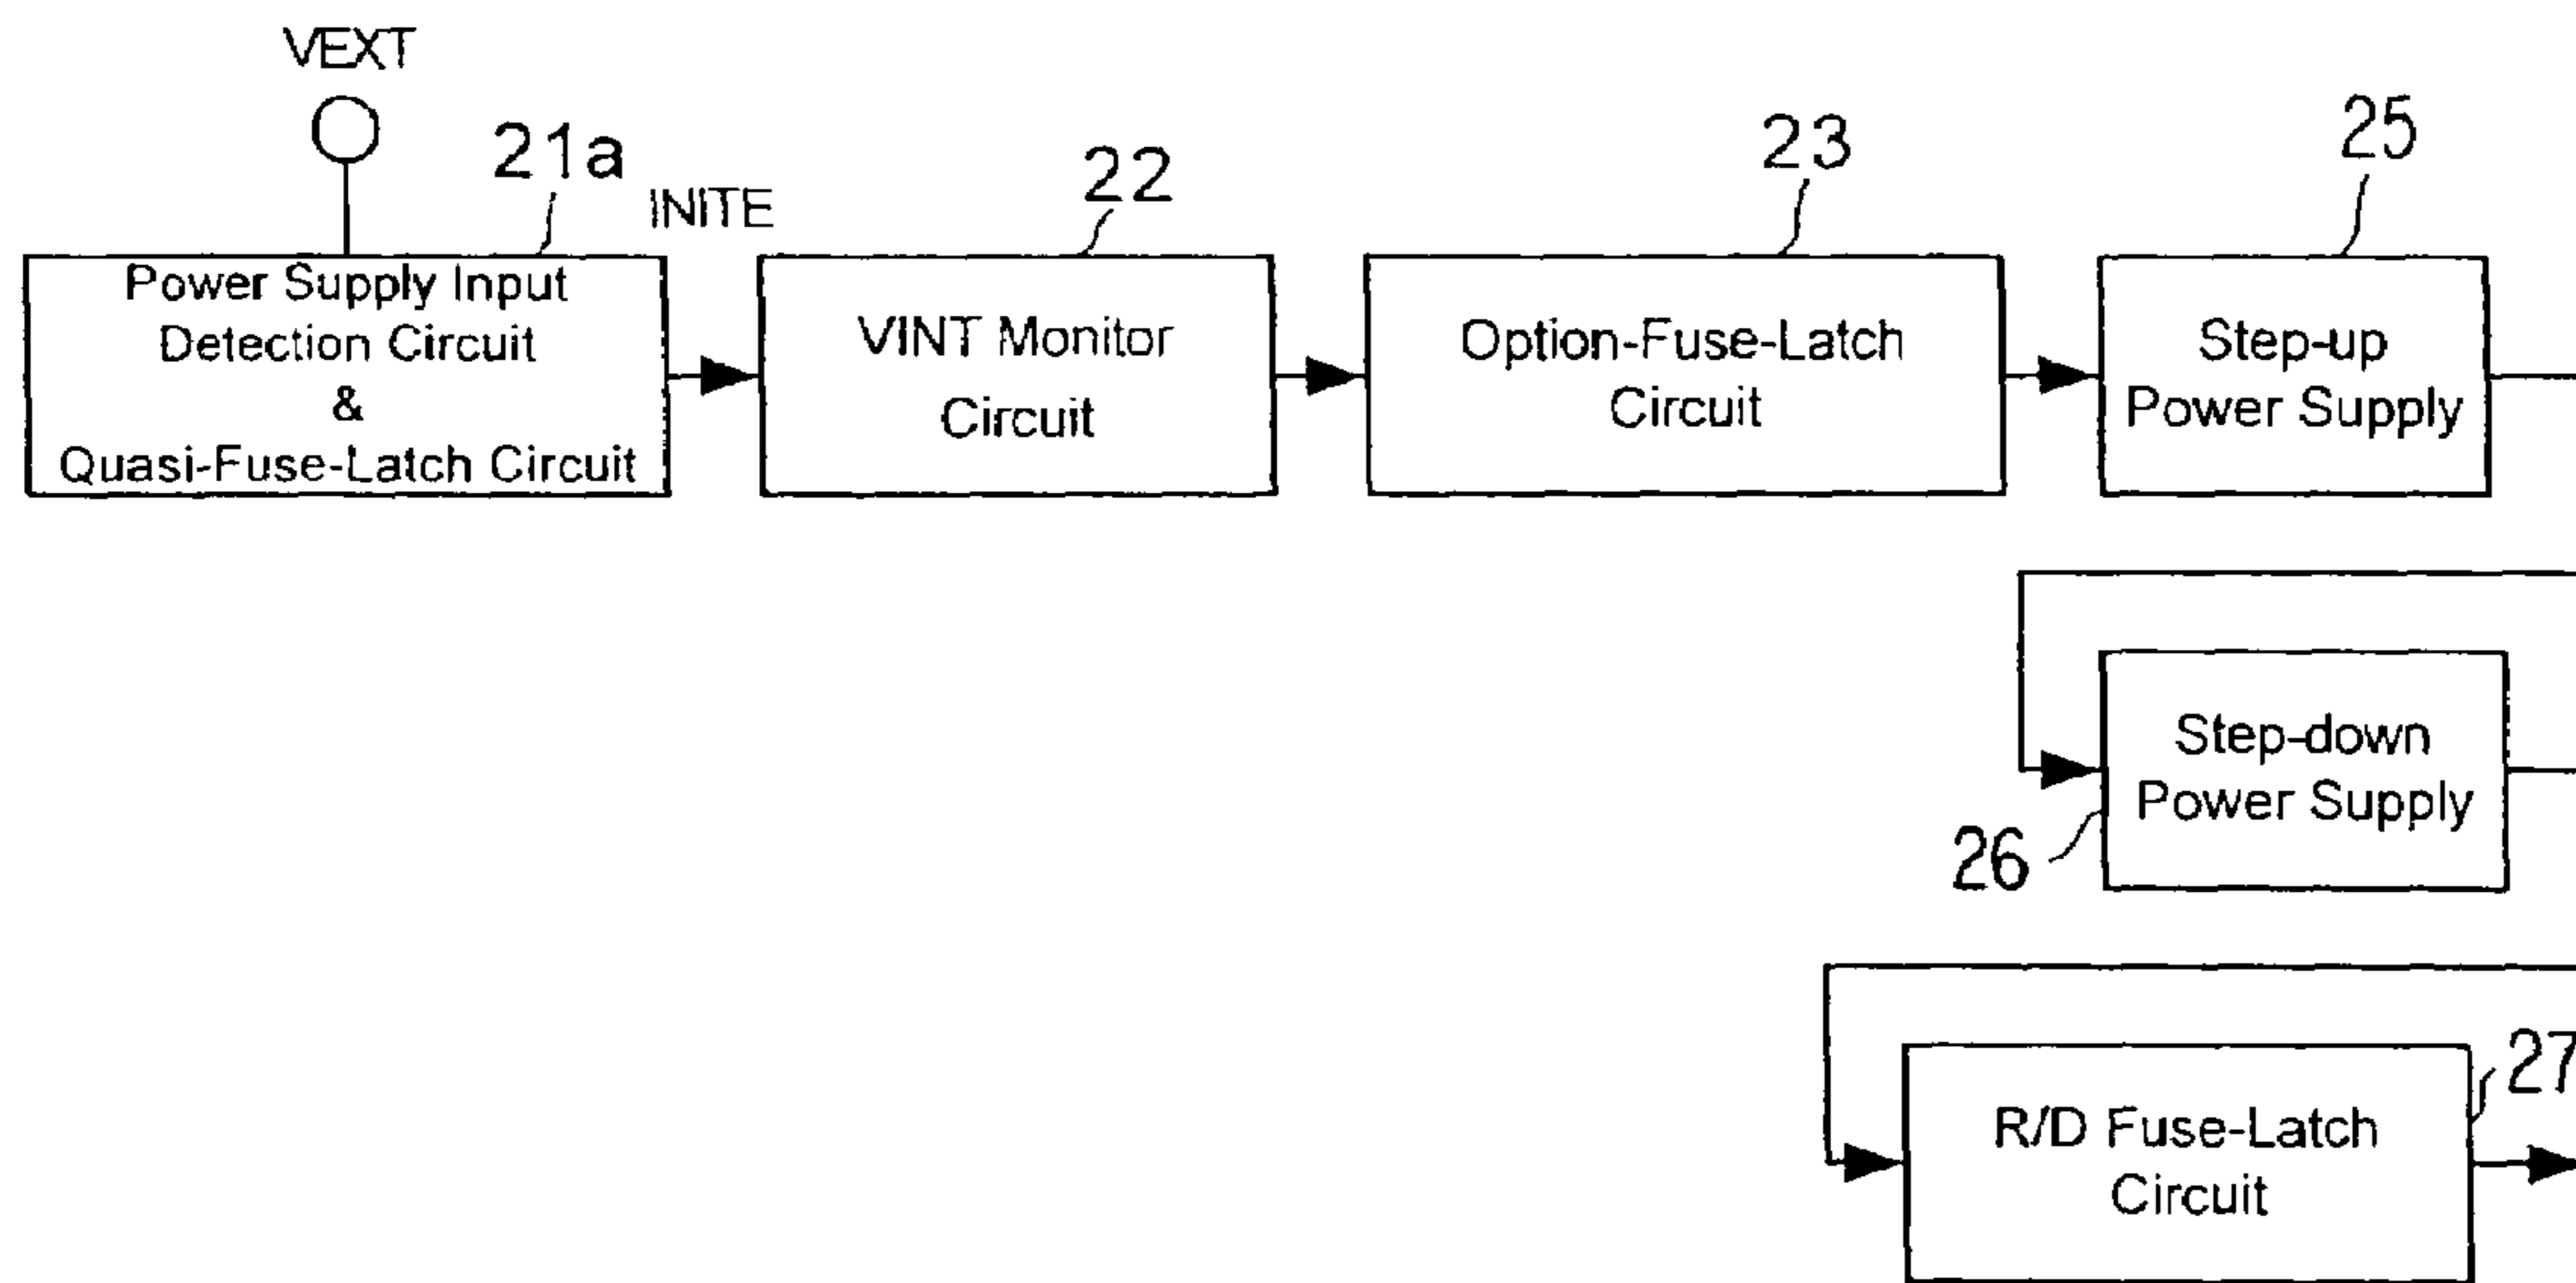 VEXT
21a
INITE
22
23
25
Power Supply Input
Detection Circuit
&
Quasi-Fuse-Latch Circuit
VINT Monitor
Circuit
Option-Fuse-Latch
Circuit
Step-up
Power Supply
Step-down
Power Supply
26
27
R/D Fuse-Latch
Circuit